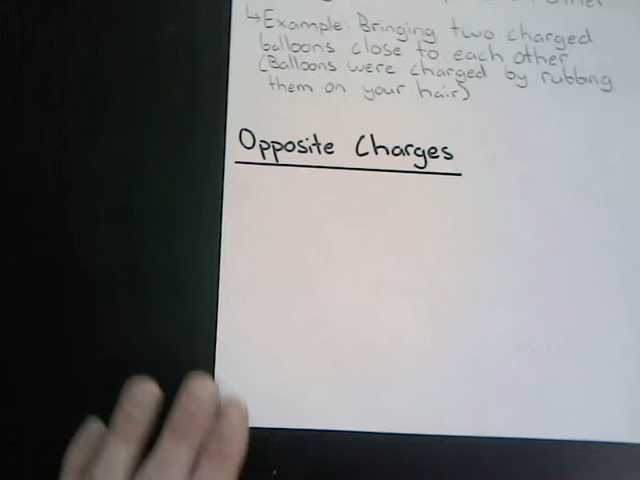 ↳Example: Bringing two charged
balloons close to each other
(Balloons were charged by rubbing
them on your hair)
Opposite Charges